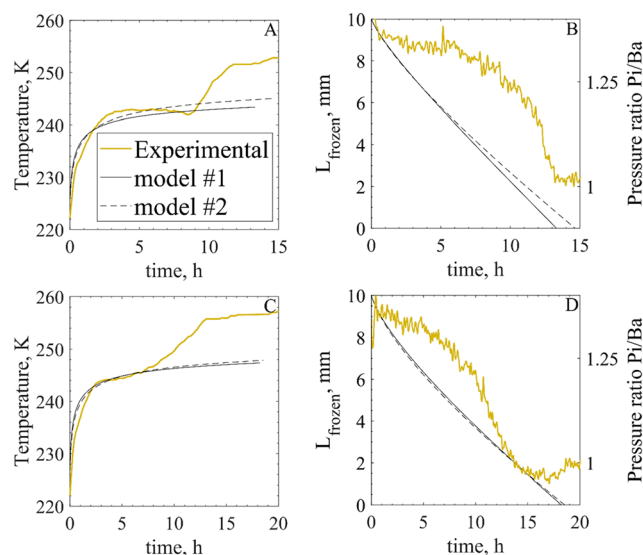 A
260
250
240
230
220
Temperature, K
Experimental
model #1
model #2
0
5
10
15
time, h
B
10
8
6
4
2
0
L_frozen, mm
1.25
1
Pressure ratio Pi/Ba
0
5
10
15
time, h
C
260
250
240
230
220
Temperature, K
0
5
10
15
20
time, h
D
10
8
6
4
2
0
L_frozen, mm
1.25
1
Pressure ratio Pi/Ba
0
5
10
15
20
time, h